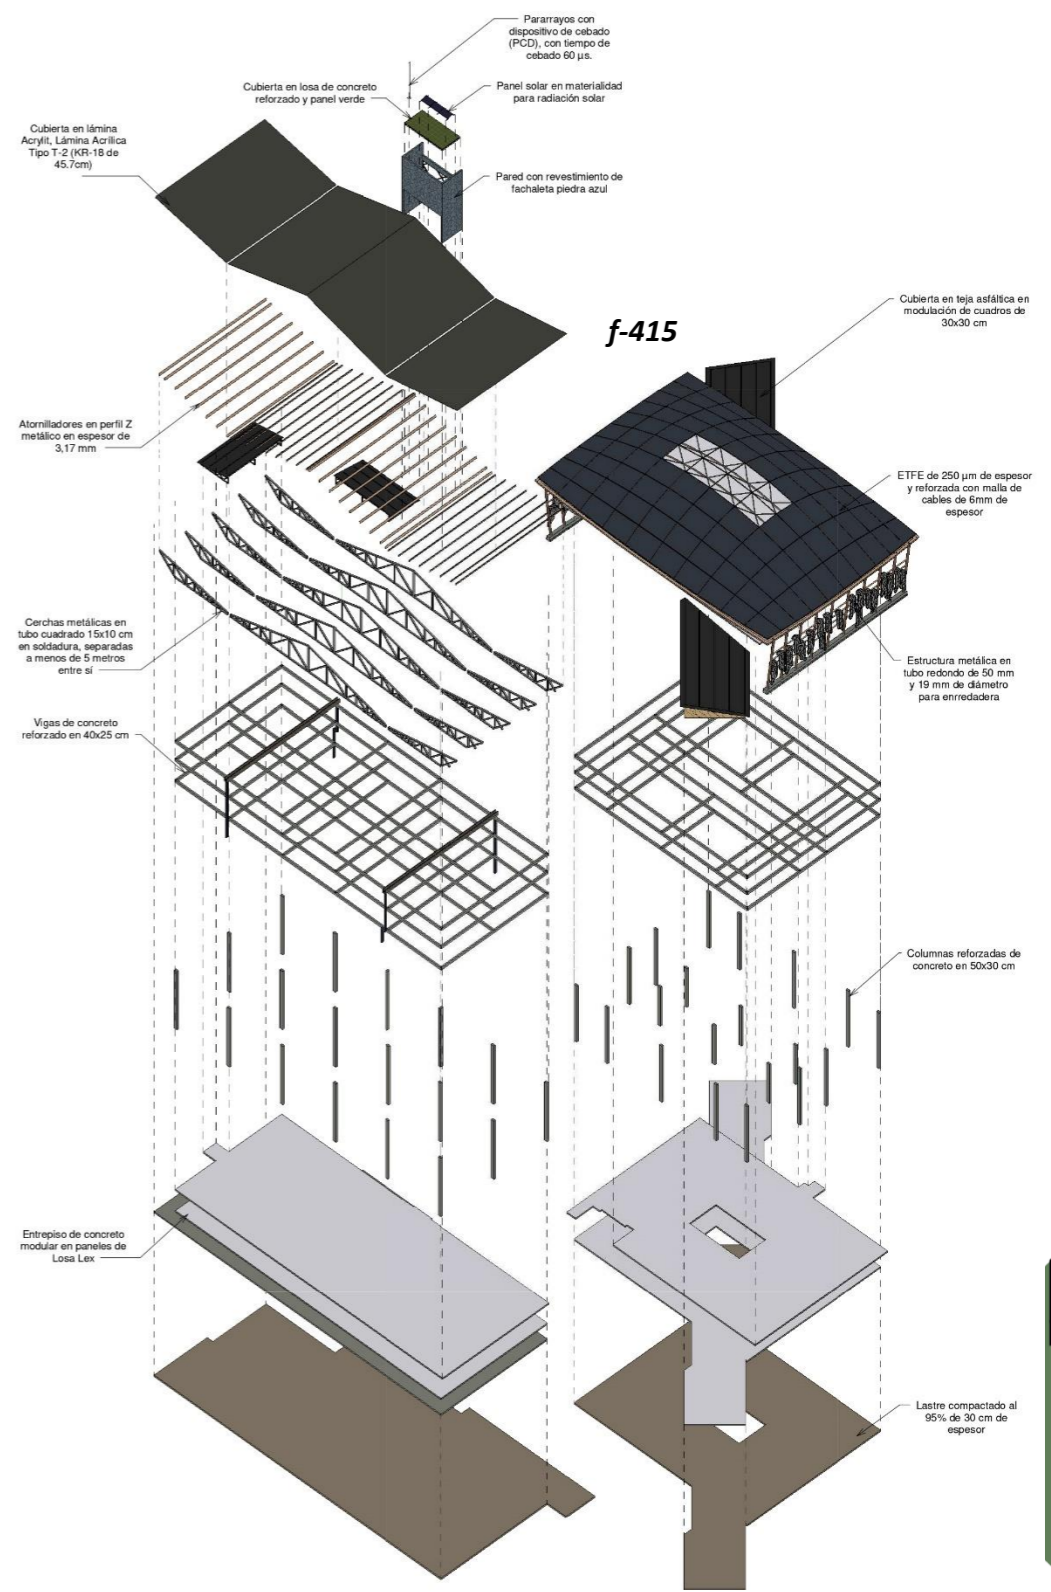 Pararrayos con
dispositivo de cebado
(PCD), con tiempo de
cebado 60 μs.
Cubierta en losa de concreto
reforzado y panel verde
Panel solar en materialidad
para radiación solar
Cubierta en lámina
Acrylit, Lámina Acrílica
Tipo T-2 (KR-18 de
45.7cm)
Pared con revestimiento de
fachaleta piedra azul
f-415
Cubierta en teja asfáltica en
modulación de cuadros de
30x30 cm
Atornilladores en perfil Z
metálico en espesor de
3,17 mm
ETFE de 250 μm de espesor
y reforzada con malla de
cables de 6mm de
espesor
Cerchas metálicas en
tubo cuadrado 15x10 cm
en soldadura, separadas
a menos de 5 metros
entre sí
Estructura metálica en
tubo redondo de 50 mm
y 19 mm de diámetro
para enrredadera
Vigas de concreto
reforzado en 40x25 cm
Columnas reforzadas de
concreto en 50x30 cm
Entrepiso de concreto
modular en paneles de
Losa Lex
Lastre compactado al
95% de 30 cm de
espesor